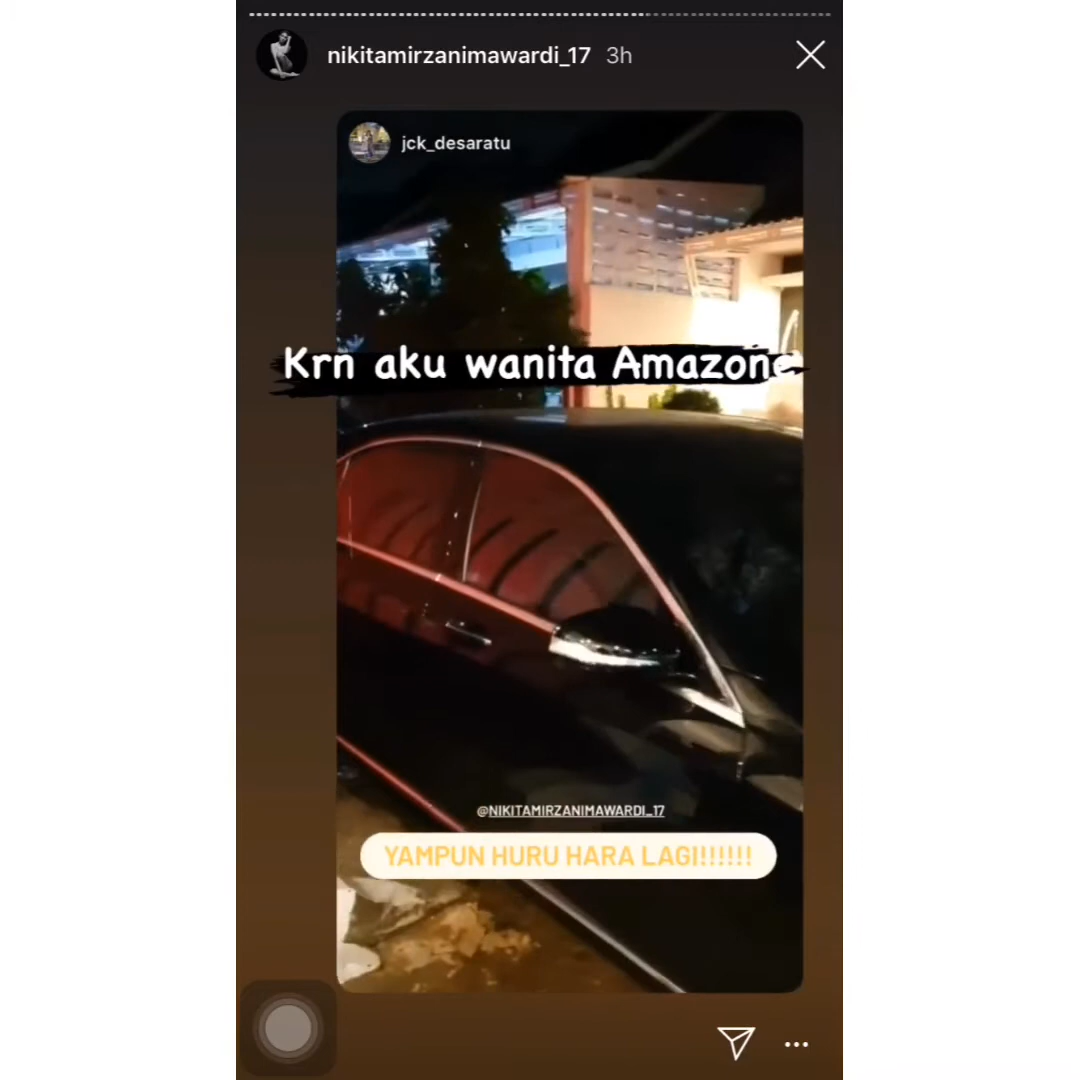 nikitamirzanimawardi_17 3h
jck_desaratu
Krn aku wanita Amazone
@NIKITAMIRZANIMAWARDI_17
YAMPUN HURU HARA LAGI!!!!!!